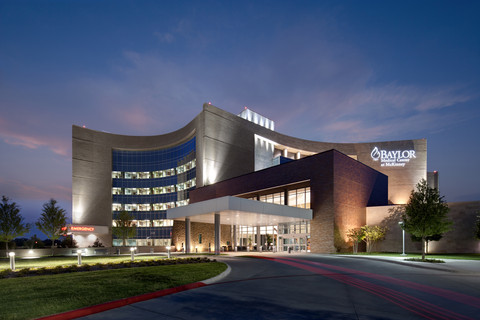 BAYLOR
Medical Center
at McKinney
EMERGENCY